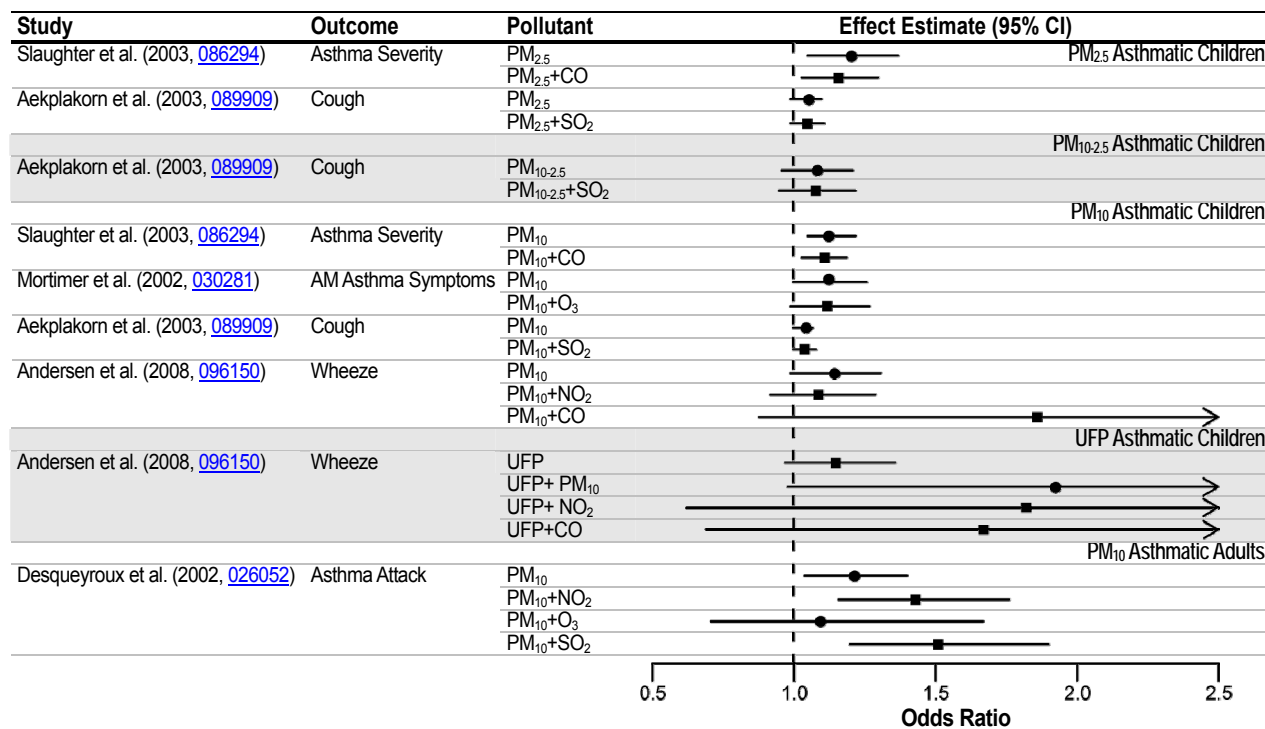 Study Outcome Pollutant Effect Estimate (95% CI)
PM2.5 Asthmatic Children
Slaughter et al. (2003, 086294) Asthma Severity PM2.5
PM2.5+CO
Aekplakorn et al. (2003, 089909) Cough PM2.5
PM2.5+SO2
PM10-2.5 Asthmatic Children
Aekplakorn et al. (2003, 089909) Cough PM10-2.5
PM10-2.5+SO2
PM10 Asthmatic Children
Slaughter et al. (2003, 086294) Asthma Severity PM10
PM10+CO
Mortimer et al. (2002, 030281) AM Asthma Symptoms PM10
PM10+O3
Aekplakorn et al. (2003, 089909) Cough PM10
PM10+SO2
Andersen et al. (2008, 096150) Wheeze PM10
PM10+NO2
PM10+CO
UFP Asthmatic Children
Andersen et al. (2008, 096150) Wheeze UFP
UFP+ PM10
UFP+ NO2
UFP+CO
PM10 Asthmatic Adults
Desqueyroux et al. (2002, 026052) Asthma Attack PM10
PM10+NO2
PM10+O3
PM10+SO2
0.5 1.0 1.5 2.0 2.5
Odds Ratio